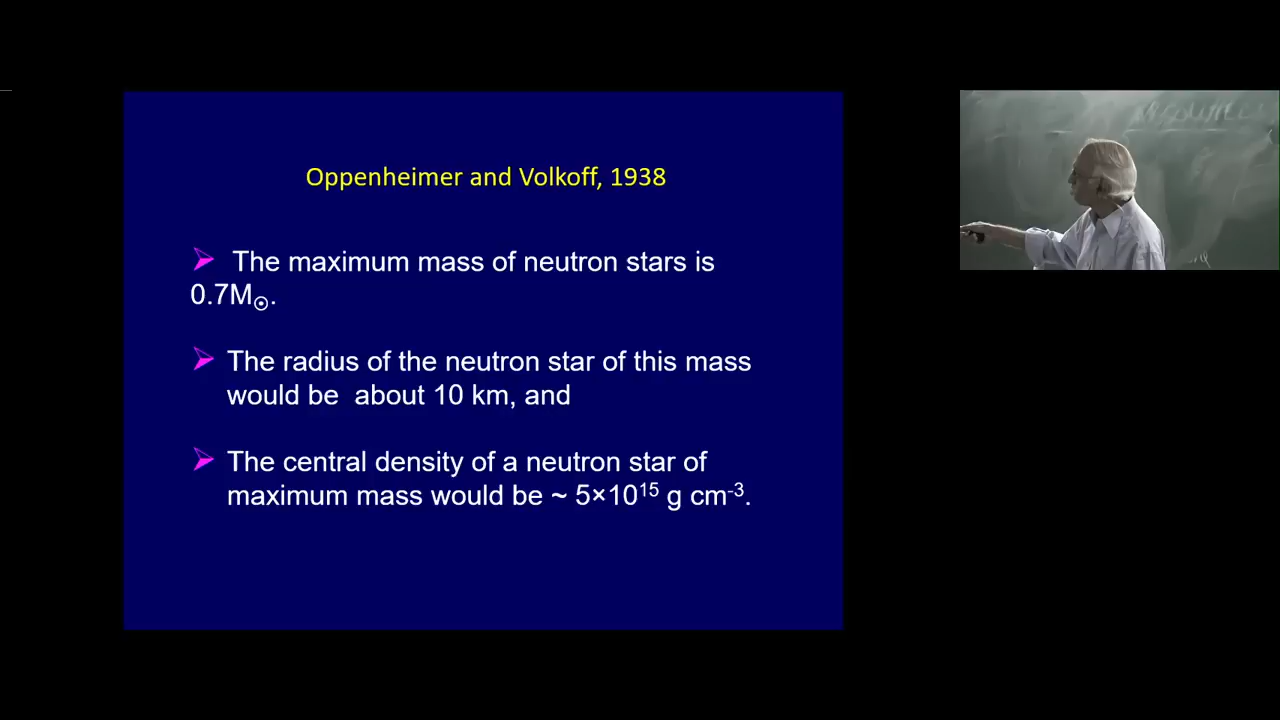 Oppenheimer and Volkoff, 1938
➢ The maximum mass of neutron stars is
0.7M☉.
➢ The radius of the neutron star of this mass
would be about 10 km, and
➢ The central density of a neutron star of
maximum mass would be ~ 5×10¹⁵ g cm⁻³.